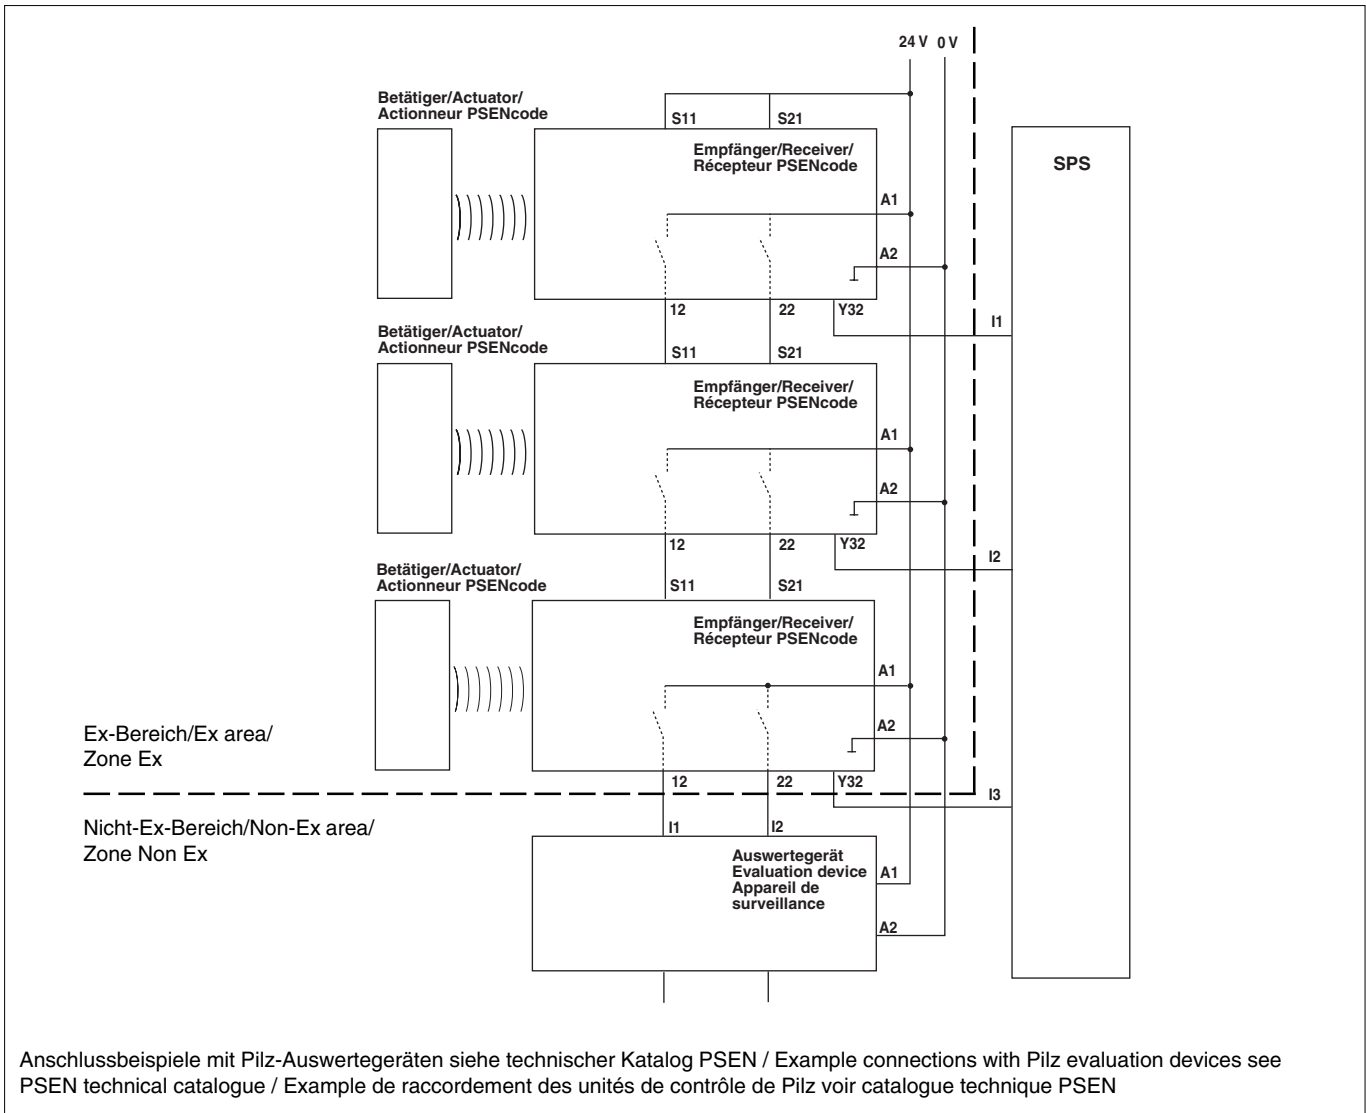 24 V 0 V
Betätiger/Actuator/
Actionneur PSENcode
S11 S21
Empfänger/Receiver/
Récepteur PSENcode
SPS
A1
A2
12 22 Y32
I1
Betätiger/Actuator/
Actionneur PSENcode
S11 S21
Empfänger/Receiver/
Récepteur PSENcode
A1
A2
12 22 Y32
I2
Betätiger/Actuator/
Actionneur PSENcode
S11 S21
Empfänger/Receiver/
Récepteur PSENcode
A1
A2
Ex-Bereich/Ex area/
Zone Ex
12 22 Y32
I3
Nicht-Ex-Bereich/Non-Ex area/
Zone Non Ex
I1 I2
Auswertegerät
Evaluation device
Appareil de
surveillance
A1
A2
Anschlussbeispiele mit Pilz-Auswertegeräten siehe technischer Katalog PSEN / Example connections with Pilz evaluation devices see
PSEN technical catalogue / Example de raccordement des unités de contrôle de Pilz voir catalogue technique PSEN